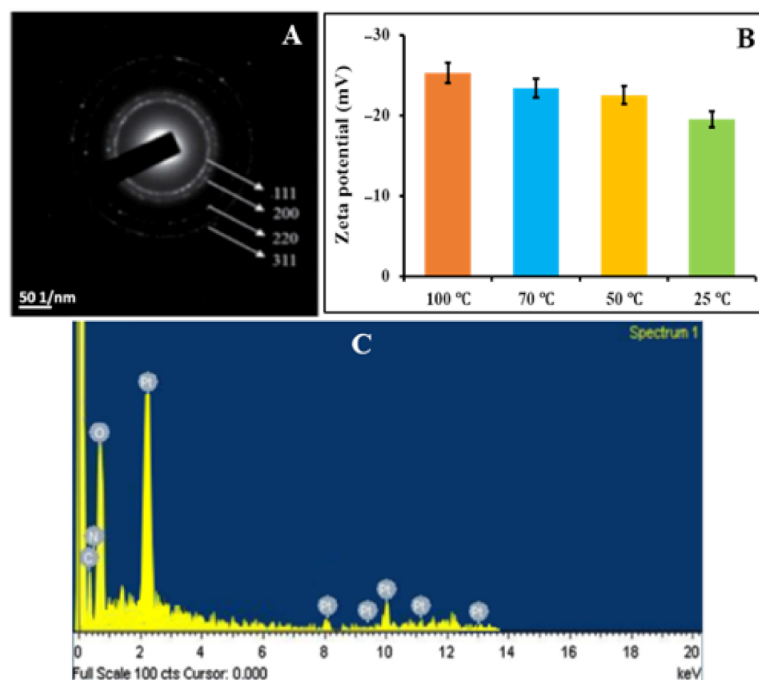 A
111
200
220
311
50 1/nm
B
Zeta potential (mV)
–30
–20
–10
0
100 °C
70 °C
50 °C
25 °C
C
Spectrum 1
Pt
O
N
C
Pt
Pt
Pt
Pt
Pt
0 2 4 6 8 10 12 14 16 18 20
Full Scale 100 cts Cursor: 0.000
keV